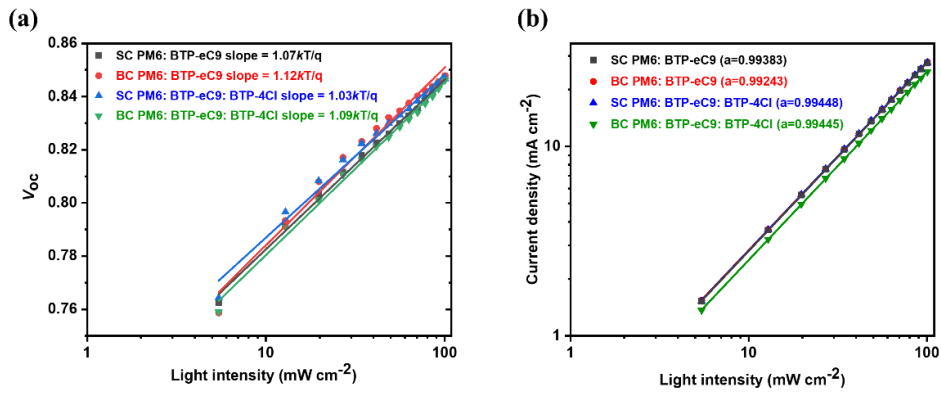 (a)
0.86
0.84
0.82
0.80
0.78
0.76
Voc
SC PM6: BTP-eC9 slope = 1.07kT/q
BC PM6: BTP-eC9 slope = 1.12kT/q
SC PM6: BTP-eC9: BTP-4Cl slope = 1.03kT/q
BC PM6: BTP-eC9: BTP-4Cl slope = 1.09kT/q
1
10
100
Light intensity (mW cm⁻²)
(b)
10
1
Current density (mA cm⁻²)
SC PM6: BTP-eC9 (a=0.99383)
BC PM6: BTP-eC9 (a=0.99243)
SC PM6: BTP-eC9: BTP-4Cl (a=0.99448)
BC PM6: BTP-eC9: BTP-4Cl (a=0.99445)
1
10
100
Light intensity (mW cm⁻²)